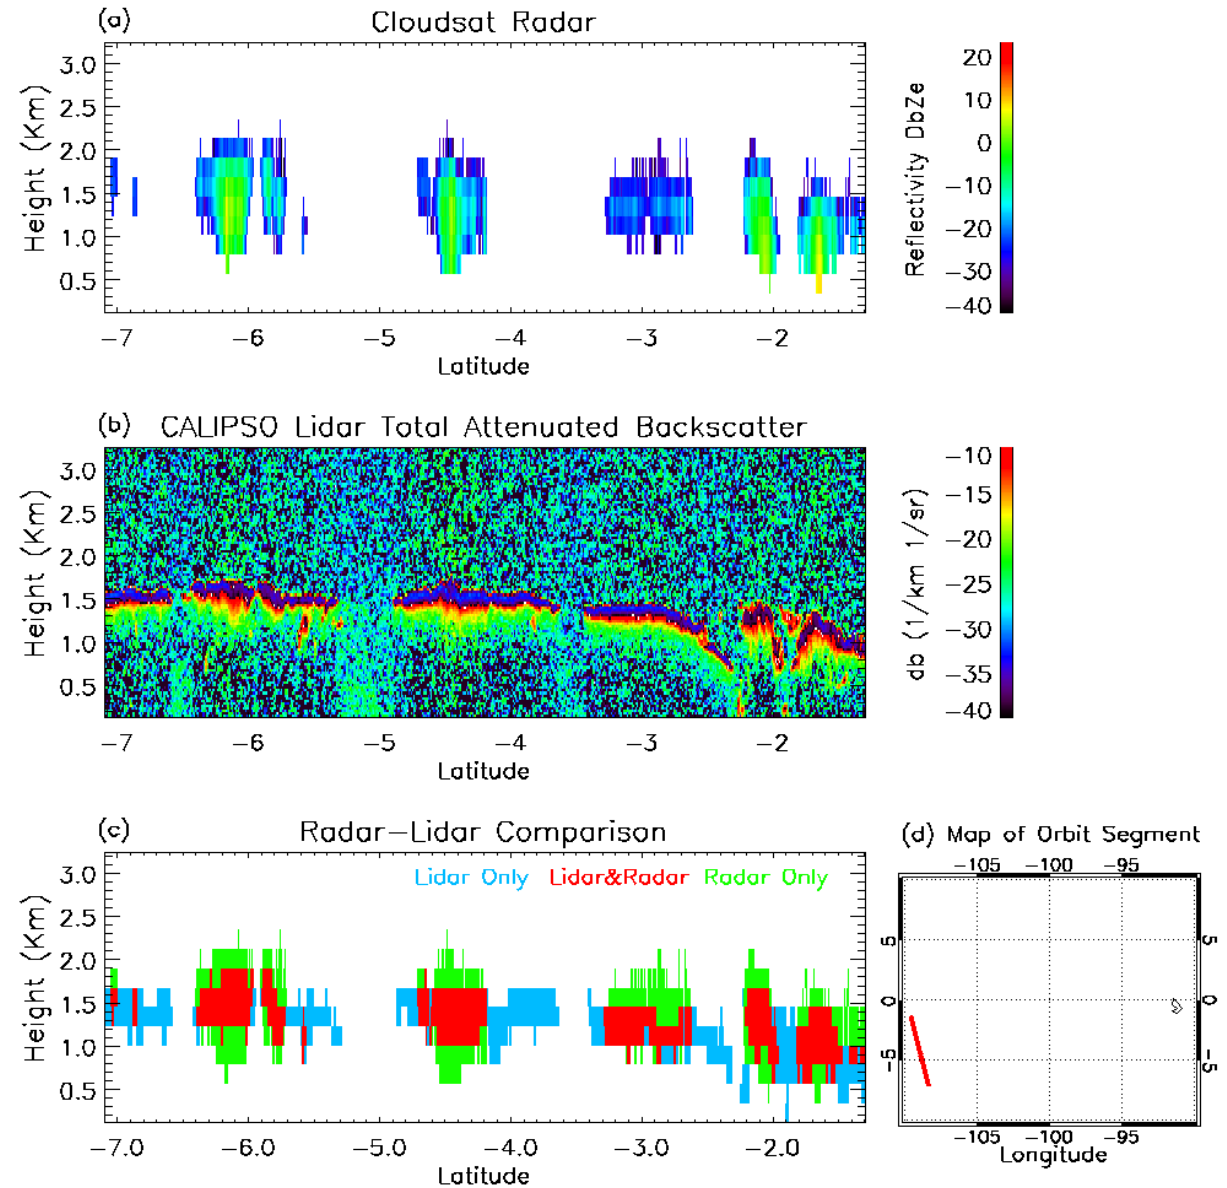 (a) Cloudsat Radar
Height (Km)
3.0
2.5
2.0
1.5
1.0
0.5
−7 −6 −5 −4 −3 −2
Latitude
Reflectivity DbZe
20
10
0
−10
−20
−30
−40
(b) CALIPSO Lidar Total Attenuated Backscatter
Height (Km)
3.0
2.5
2.0
1.5
1.0
0.5
−7 −6 −5 −4 −3 −2
Latitude
db (1/km 1/sr)
−10
−15
−20
−25
−30
−35
−40
(c) Radar−Lidar Comparison
Lidar Only Lidar&Radar Radar Only
Height (Km)
3.0
2.5
2.0
1.5
1.0
0.5
−7.0 −6.0 −5.0 −4.0 −3.0 −2.0
Latitude
(d) Map of Orbit Segment
−105 −100 −95
5 5
0 0
−5 −5
−105 −100 −95
Longitude